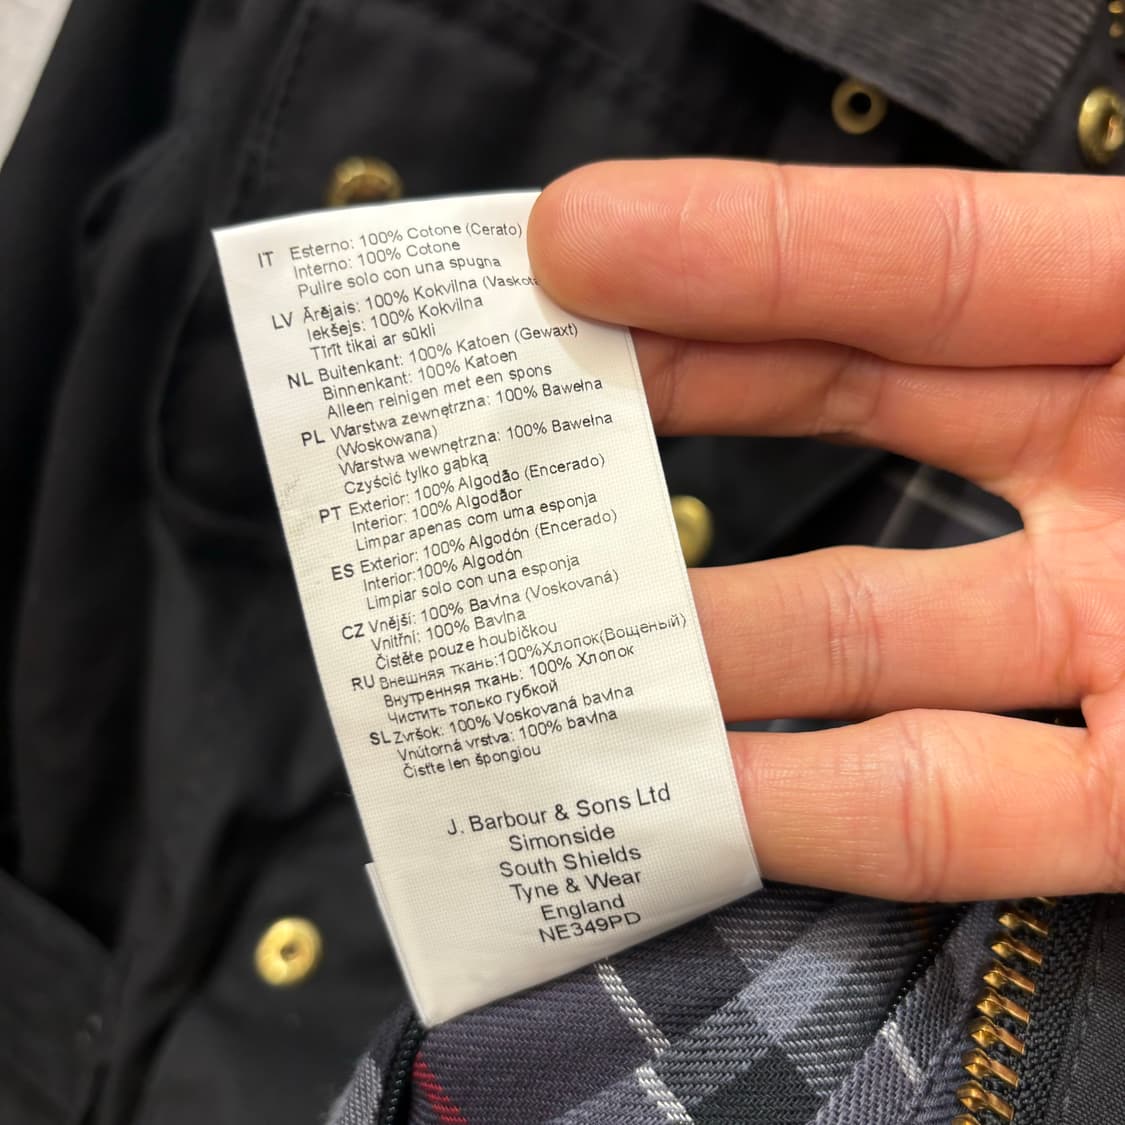 IT Esterno: 100% Cotone (Cerato)
Interno: 100% Cotone
Pulire solo con una spugna
LV Ārējais: 100% Kokvilna
Iekšejs: 100% Kokvilna
Tīrīt tikai ar sūkli
NL Buitenkant: 100% Katoen (Gewaxt)
Binnenkant: 100% Katoen
Alleen reinigen met een spons
PL Warstwa zewnętrzna: 100% Bawełna
(Woskowana)
Warstwa wewnętrzna: 100% Bawełna
Czyścić tylko gąbką
PT Exterior: 100% Algodão (Encerado)
Interior: 100% Algodãor
Limpar apenas com uma esponja
ES Exterior: 100% Algodón (Encerado)
Interior:100% Algodón
Limpiar solo con una esponja
CZ Vnější: 100% Bavlna (Voskovaná)
Vnitřní: 100% Bavlna
Čistěte pouze houbičkou
RU Внешняя ткань:100%Хлопок(Вощеный)
Внутренняя ткань: 100% Хлопок
Чистить только губкой
SL Zvršok: 100% Voskovaná bavlna
Vnútorná vrstva: 100% bavlna
Čisťte len špongiou
J. Barbour & Sons Ltd
Simonside
South Shields
Tyne & Wear
England
NE349PD